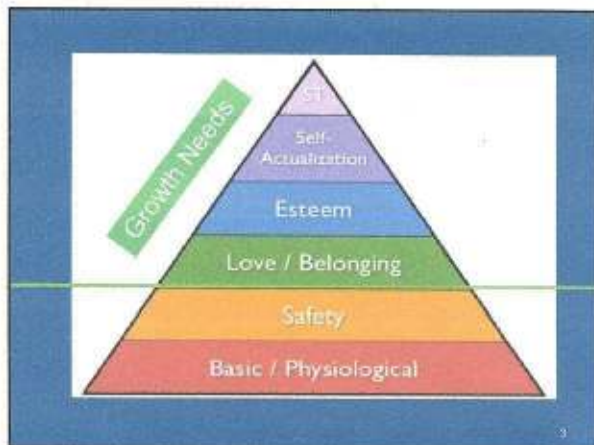 Growth Needs
ST
Self-
Actualization
Esteem
Love / Belonging
Safety
Basic / Physiological
3